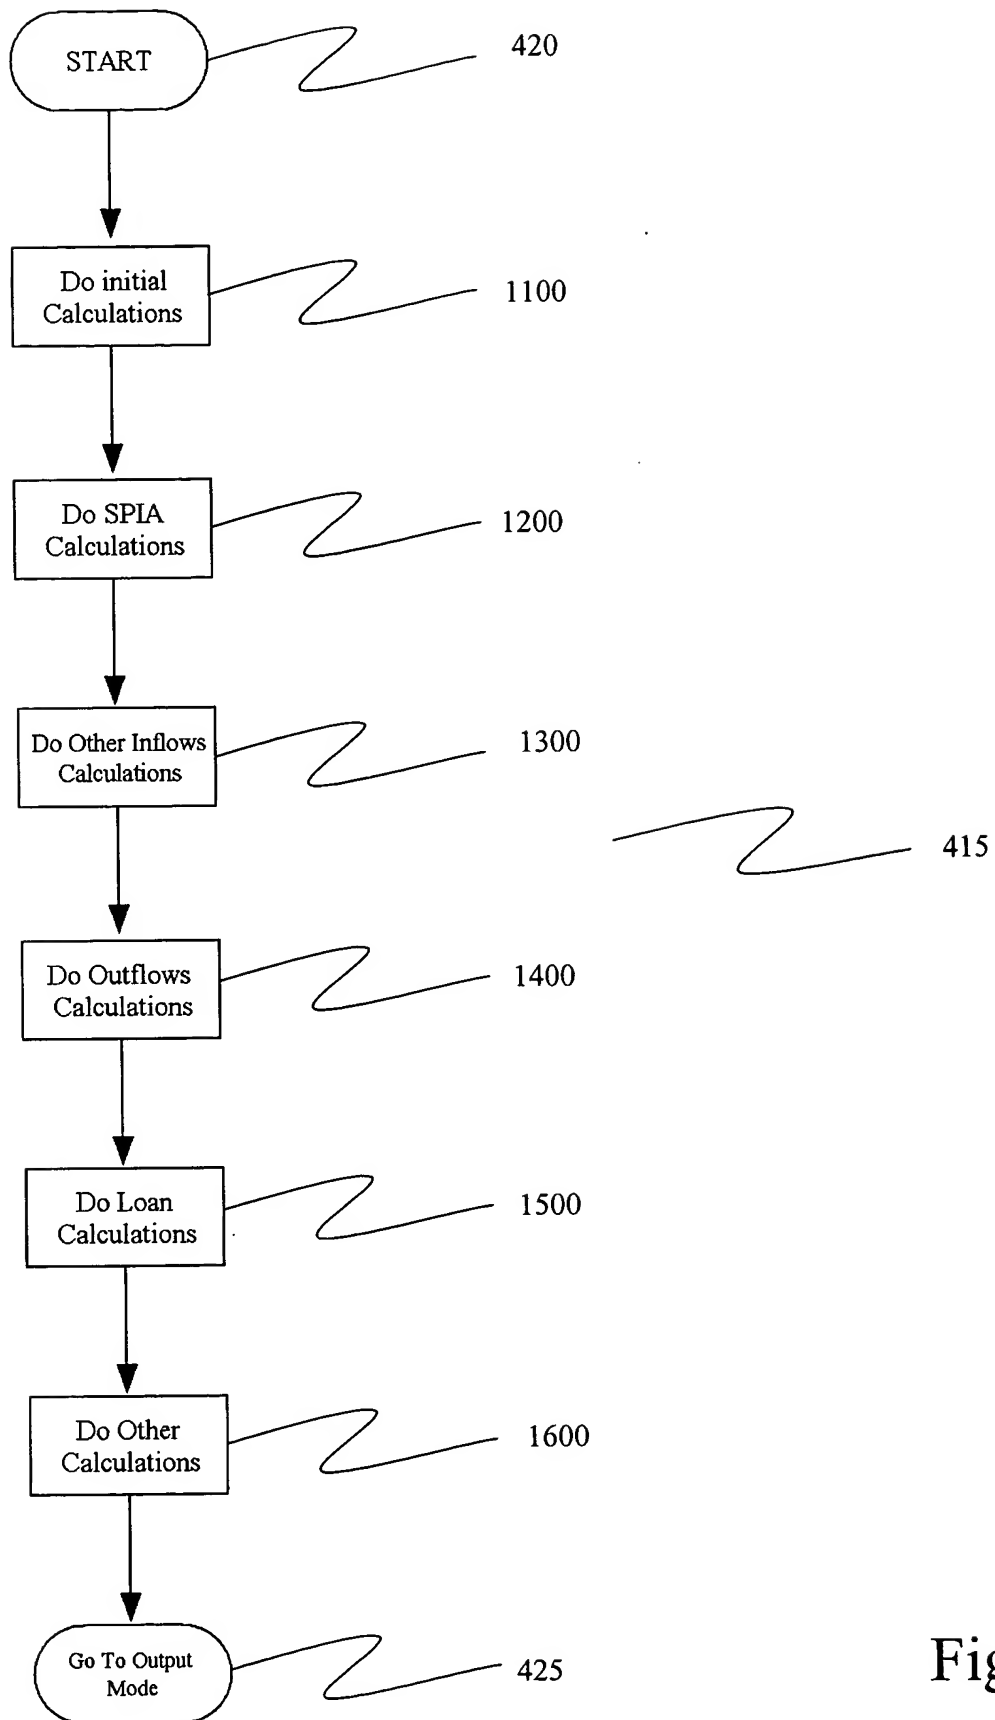 START
420
Do initial
Calculations
1100
Do SPIA
Calculations
1200
Do Other Inflows
Calculations
1300
415
Do Outflows
Calculations
1400
Do Loan
Calculations
1500
Do Other
Calculations
1600
Go To Output
Mode
425
Fig